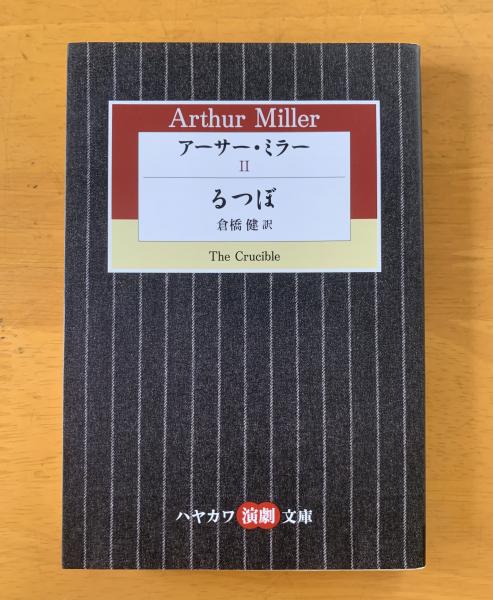 Arthur Miller
アーサー・ミラー
II
るつぼ
倉橋 健 訳
The Crucible
ハヤカワ演劇文庫